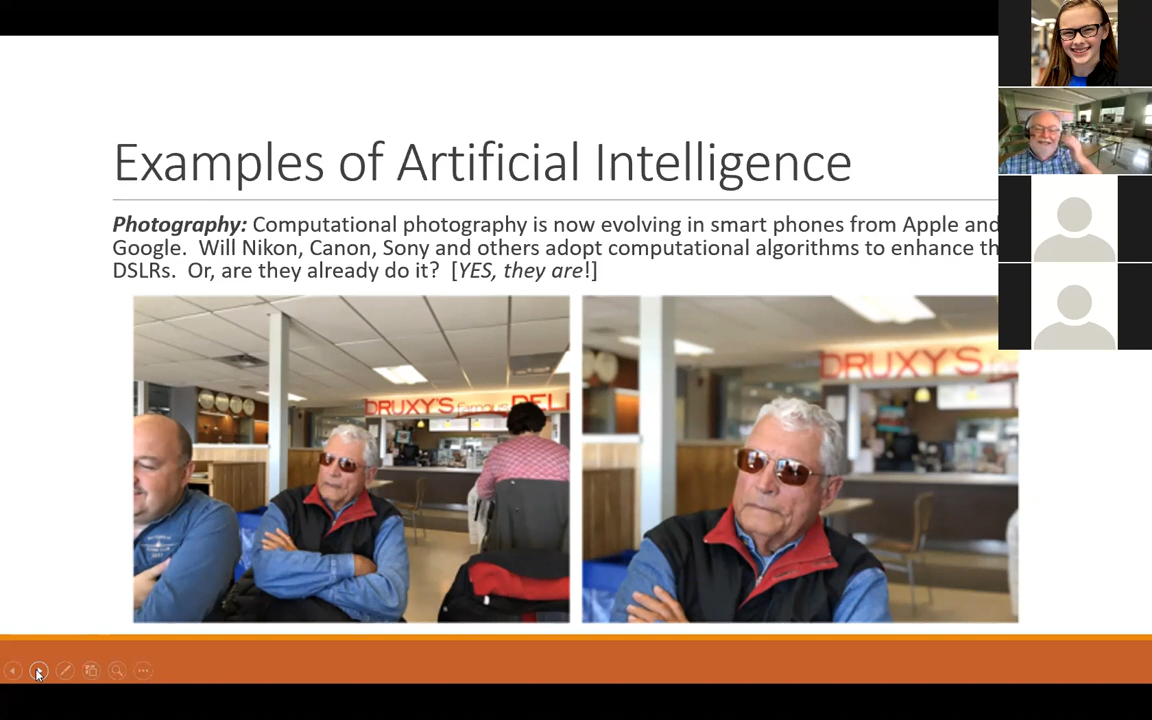 Examples of Artificial Intelligence
Photography: Computational photography is now evolving in smart phones from Apple and
Google. Will Nikon, Canon, Sony and others adopt computational algorithms to enhance th
DSLRs. Or, are they already do it? [YES, they are!]
DRUXY'S famous DELI
DRUXY'S